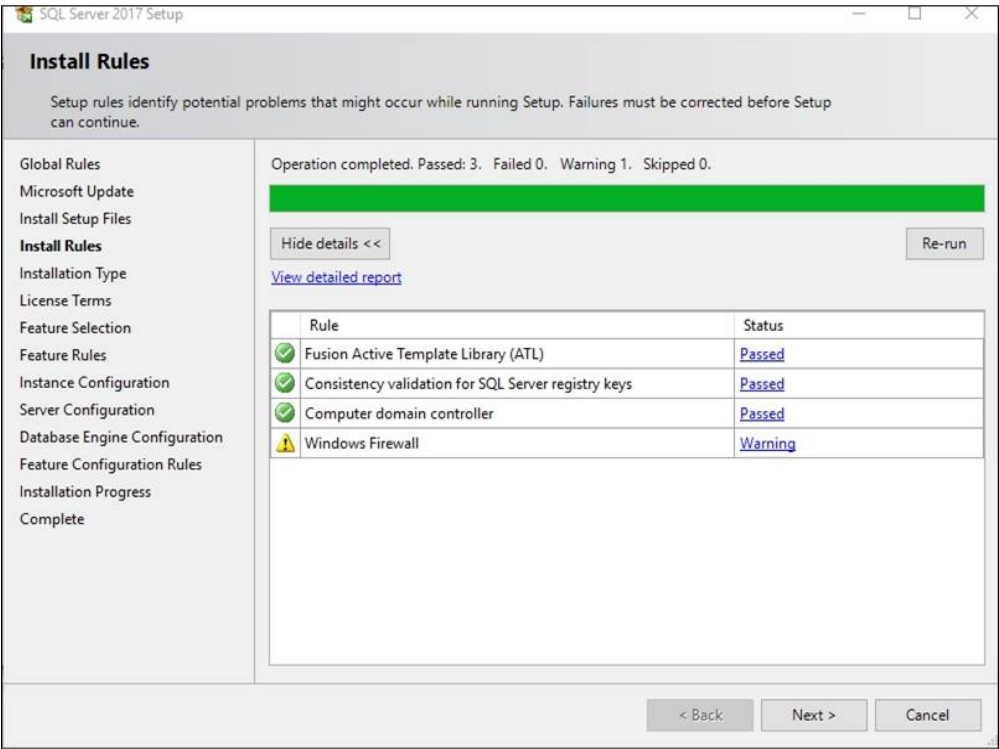 SQL Server 2017 Setup
Install Rules
Setup rules identify potential problems that might occur while running Setup. Failures must be corrected before Setup
can continue.
Global Rules
Microsoft Update
Install Setup Files
Install Rules
Installation Type
License Terms
Feature Selection
Feature Rules
Instance Configuration
Server Configuration
Database Engine Configuration
Feature Configuration Rules
Installation Progress
Complete
Operation completed. Passed: 3.   Failed 0.   Warning 1.   Skipped 0.
Hide details <<
Re-run
View detailed report
Rule Status
Fusion Active Template Library (ATL) Passed
Consistency validation for SQL Server registry keys Passed
Computer domain controller Passed
Windows Firewall Warning
< Back
Next >
Cancel